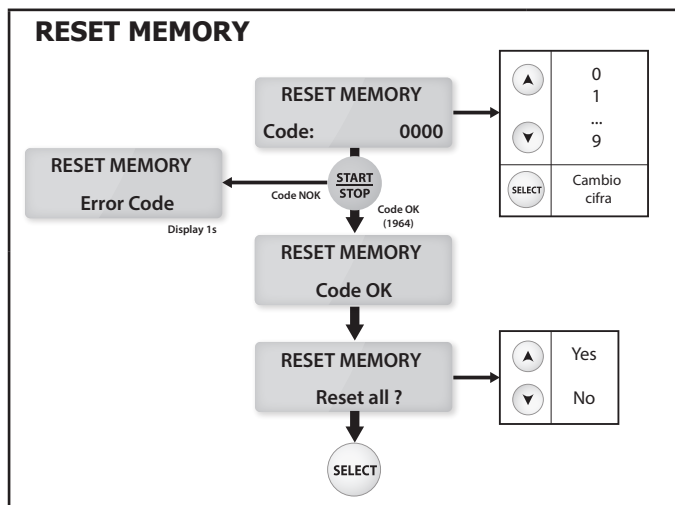 RESET MEMORY
RESET MEMORY
Code: 0000
0
1
...
9
SELECT
Cambio
cifra
START
STOP
RESET MEMORY
Error Code
Display 1s
Code NOK
Code OK
(1964)
RESET MEMORY
Code OK
RESET MEMORY
Reset all ?
Yes
No
SELECT